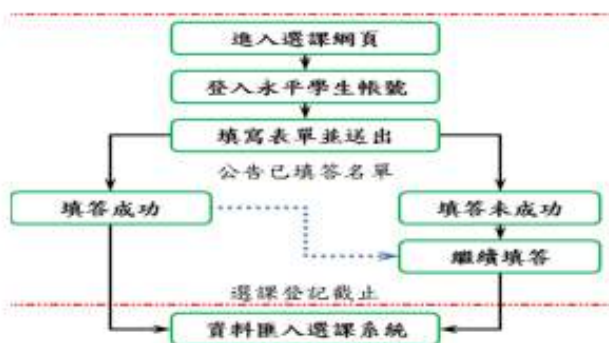 進入選課網頁
登入永平學生帳號
填寫表單並送出
公告已填答名單
填答成功
填答未成功
繼續填答
選課登記截止
資料匯入選課系統